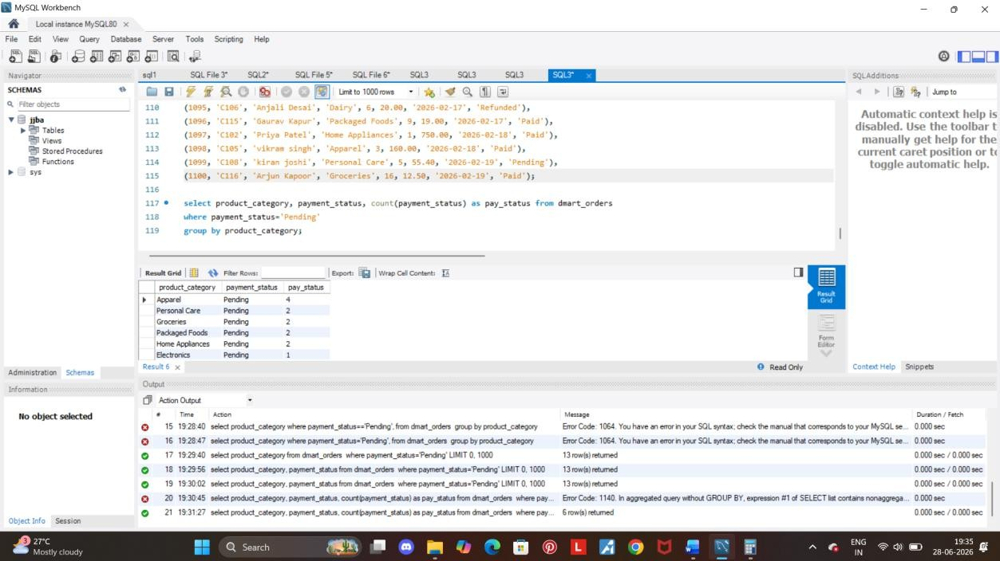 MySQL Workbench
Local instance MySQL80
File Edit View Query Database Server Tools Scripting Help
Navigator
SCHEMAS
Filter objects
jjba
Tables
Views
Stored Procedures
Functions
sys
Administration Schemas
Information
No object selected
Object Info Session
sql1 SQL File 3* SQL2* SQL File 5* SQL File 6* SQL3 SQL3 SQL3 SQL3*
Limit to 1000 rows
110 (1095, 'C106', 'Anjali Desai', 'Dairy', 6, 20.00, '2026-02-17', 'Refunded'),
111 (1096, 'C115', 'Gaurav Kapur', 'Packaged Foods', 9, 19.00, '2026-02-17', 'Paid'),
112 (1097, 'C102', 'Priya Patel', 'Home Appliances', 1, 750.00, '2026-02-18', 'Paid'),
113 (1098, 'C105', 'vikram singh', 'Apparel', 3, 160.00, '2026-02-18', 'Paid'),
114 (1099, 'C108', 'kiran joshi', 'Personal Care', 5, 55.40, '2026-02-19', 'Pending'),
115 (1100, 'C116', 'Arjun Kapoor', 'Groceries', 16, 12.50, '2026-02-19', 'Paid');
116
117 select product_category, payment_status, count(payment_status) as pay_status from dmart_orders
118 where payment_status='Pending'
119 group by product_category;
Result Grid Filter Rows: Export: Wrap Cell Content:
product_category payment_status pay_status
Apparel Pending 4
Personal Care Pending 2
Groceries Pending 2
Packaged Foods Pending 2
Home Appliances Pending 2
Electronics Pending 1
Result 6
Read Only
Result
Grid
Form
Editor
SQLAdditions
Jump to
Automatic context help is
disabled. Use the toolbar t
manually get help for the
current caret position or to
toggle automatic help.
Context Help Snippets
Output
Action Output
# Time Action Message Duration / Fetch
15 19:28:40 select product_category where payment_status=='Pending', from dmart_orders group by product_category Error Code: 1064. You have an error in your SQL syntax; check the manual that corresponds to your MySQL se... 0.000 sec
16 19:28:47 select product_category where payment_status='Pending', from dmart_orders group by product_category Error Code: 1064. You have an error in your SQL syntax; check the manual that corresponds to your MySQL se... 0.000 sec
17 19:29:40 select product_category from dmart_orders where payment_status='Pending' LIMIT 0, 1000 13 row(s) returned 0.000 sec / 0.000 sec
18 19:29:56 select product_category, payment_status from dmart_orders where payment_status='Pending' LIMIT 0, 1000 13 row(s) returned 0.000 sec / 0.000 sec
19 19:30:02 select product_category, payment_status from dmart_orders where payment_status='Pending' LIMIT 0, 1000 13 row(s) returned 0.000 sec / 0.000 sec
20 19:30:45 select product_category, payment_status, count(payment_status) as pay_status from dmart_orders where pay... Error Code: 1140. In aggregated query without GROUP BY, expression #1 of SELECT list contains nonaggrega... 0.000 sec
21 19:31:27 select product_category, payment_status, count(payment_status) as pay_status from dmart_orders where pay... 6 row(s) returned 0.000 sec / 0.000 sec
3
27°C
Mostly cloudy
Search
L
ENG
IN
19:35
28-06-2026